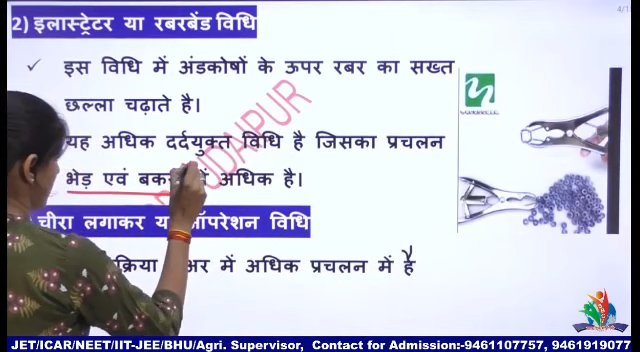 4/1
2) इलास्ट्रेटर या रबरबेंड विधि
✓ इस विधि में अंडकोषों के ऊपर रबर का सख्त
छल्ला चढ़ाते है।
यह अधिक दर्दयुक्त विधि है जिसका प्रचलन
भेड़ एवं में अधिक है।
चीरा लगाकर ऑपरेशन विधि
क्रिया में अधिक प्रचलन में है
UDAIPUR
JET/ICAR/NEET/IIT-JEE/BHU/Agri. Supervisor, Contact for Admission:-9461107757, 9461919077